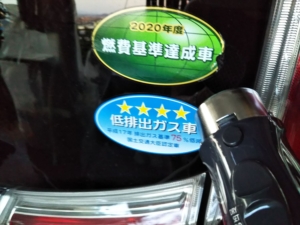 2020年度
燃費基準達成車
★★★★
低排出ガス車
平成17年 排出ガス基準 75%低減
国土交通大臣認定車